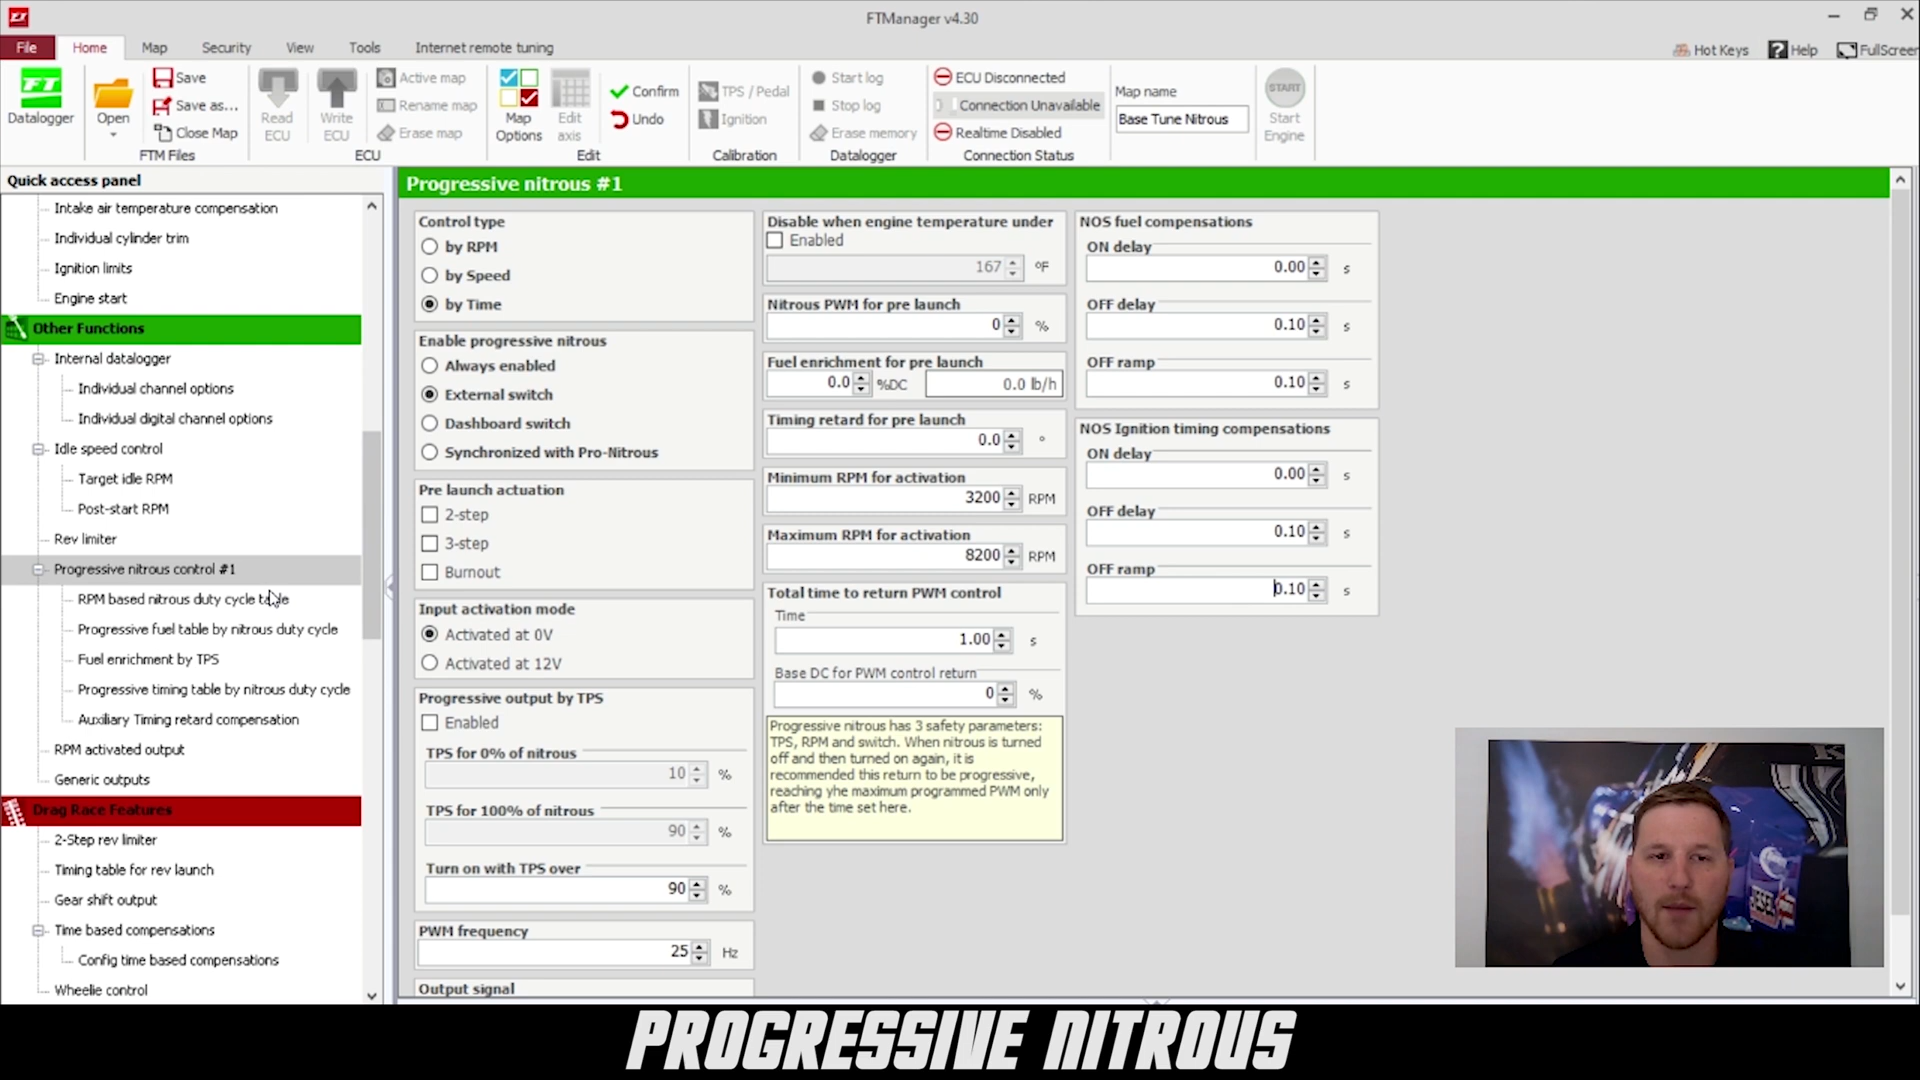 FTManager v4.30
File
Home
Map
Security
View
Tools
Internet remote tuning
Hot Keys
Help
FullScreen
FT
Datalogger
Open
Save
Save as...
Close Map
FTM Files
Read ECU
Write ECU
Active map
Rename map
Erase map
ECU
Map Options
Edit axis
Confirm
Undo
Edit
TPS / Pedal
Ignition
Calibration
Start log
Stop log
Erase memory
Datalogger
ECU Disconnected
Connection Unavailable
Realtime Disabled
Connection Status
Map name
Base Tune Nitrous
START
Start Engine
Quick access panel
Intake air temperature compensation
Individual cylinder trim
Ignition limits
Engine start
Other Functions
Internal datalogger
Individual channel options
Individual digital channel options
Idle speed control
Target idle RPM
Post-start RPM
Rev limiter
Progressive nitrous control #1
RPM based nitrous duty cycle table
Progressive fuel table by nitrous duty cycle
Fuel enrichment by TPS
Progressive timing table by nitrous duty cycle
Auxiliary Timing retard compensation
RPM activated output
Generic outputs
Drag Race Features
2-Step rev limiter
Timing table for rev launch
Gear shift output
Time based compensations
Config time based compensations
Wheelie control
Progressive nitrous #1
Control type
by RPM
by Speed
by Time
Enable progressive nitrous
Always enabled
External switch
Dashboard switch
Synchronized with Pro-Nitrous
Pre launch actuation
2-step
3-step
Burnout
Input activation mode
Activated at 0V
Activated at 12V
Progressive output by TPS
Enabled
TPS for 0% of nitrous
10 %
TPS for 100% of nitrous
90 %
Turn on with TPS over
90 %
PWM frequency
25 Hz
Output signal
Disable when engine temperature under
Enabled
167 ºF
Nitrous PWM for pre launch
0 %
Fuel enrichment for pre launch
0.0 %DC 0.0 lb/h
Timing retard for pre launch
0.0 °
Minimum RPM for activation
3200 RPM
Maximum RPM for activation
8200 RPM
Total time to return PWM control
Time
1.00 s
Base DC for PWM control return
0 %
Progressive nitrous has 3 safety parameters:
TPS, RPM and switch. When nitrous is turned
off and then turned on again, it is
recommended this return to be progressive,
reaching yhe maximum programmed PWM only
after the time set here.
NOS fuel compensations
ON delay
0.00 s
OFF delay
0.10 s
OFF ramp
0.10 s
NOS Ignition timing compensations
ON delay
0.00 s
OFF delay
0.10 s
OFF ramp
0.10 s
JESEL
PROGRESSIVE NITROUS